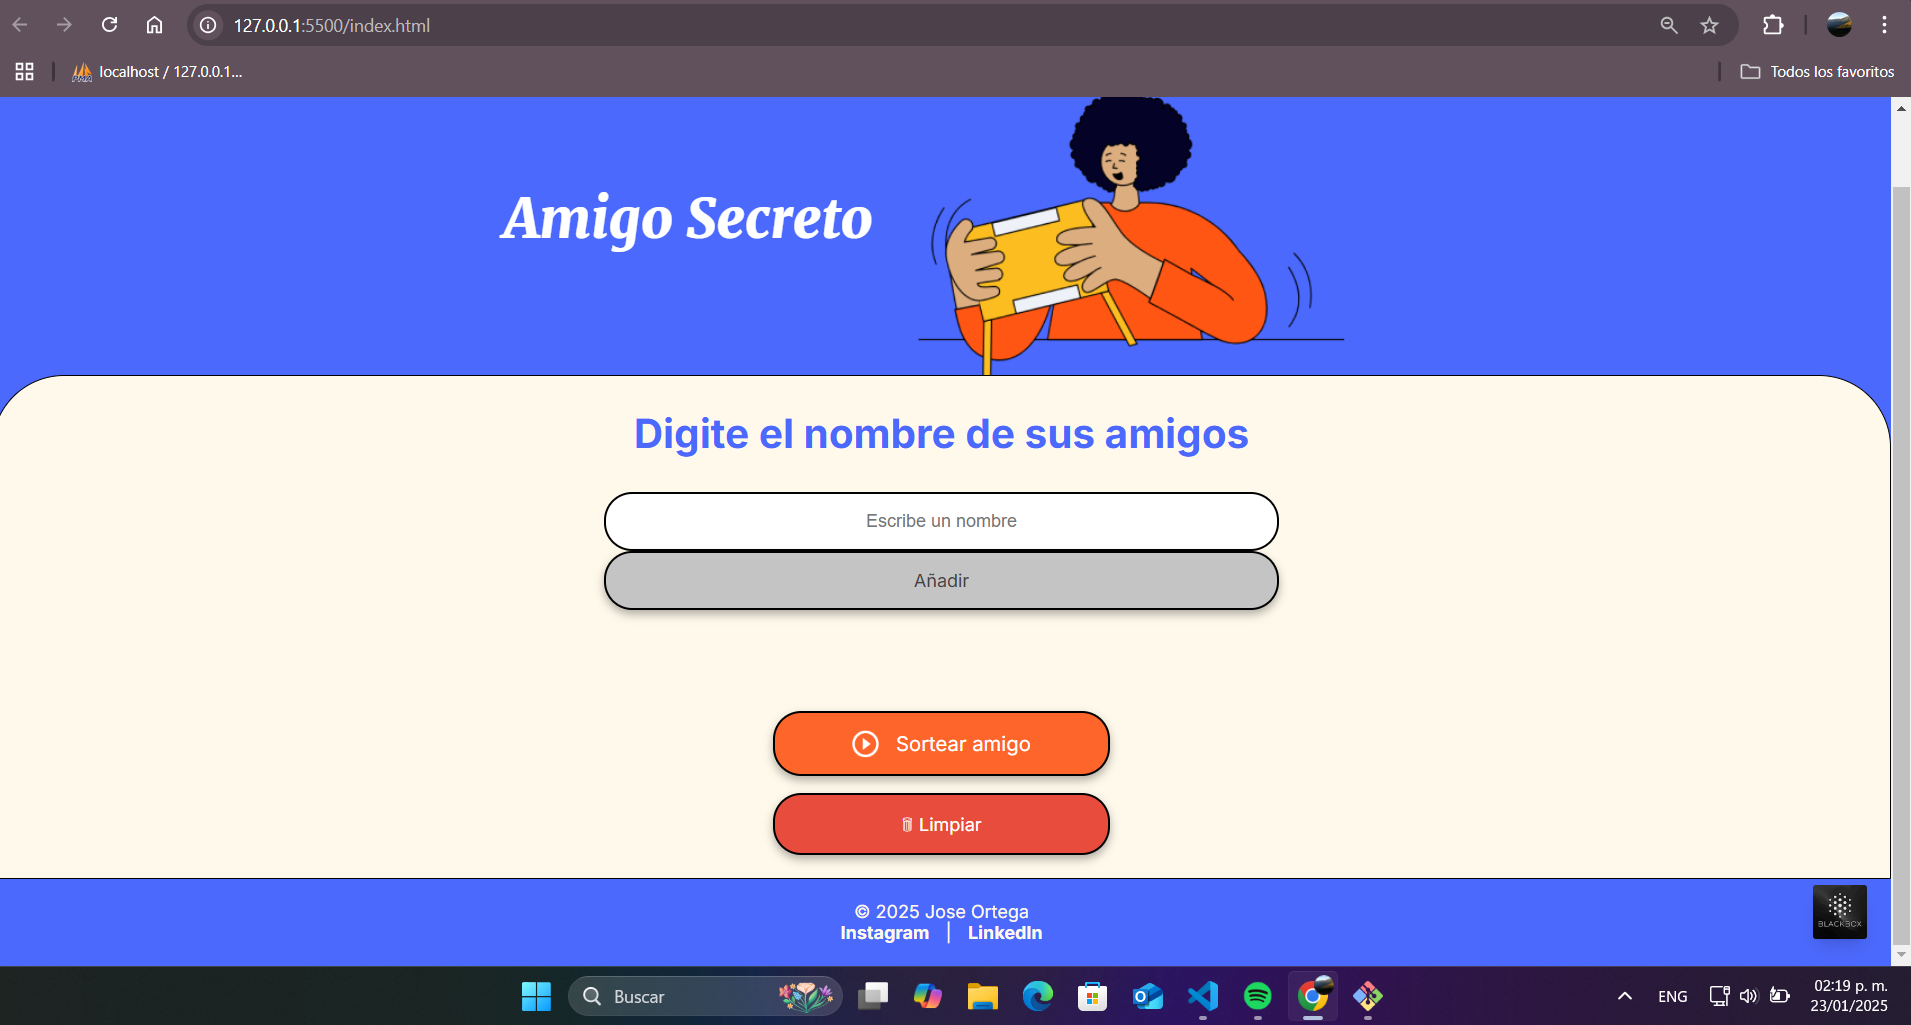 127.0.0.1:5500/index.html
localhost / 127.0.0.1...
Todos los favoritos
Amigo Secreto
Digite el nombre de sus amigos
Escribe un nombre
Añadir
Sortear amigo
Limpiar
© 2025 Jose Ortega
Instagram | LinkedIn
BLACKBOX
Buscar
ENG
02:19 p. m.
23/01/2025